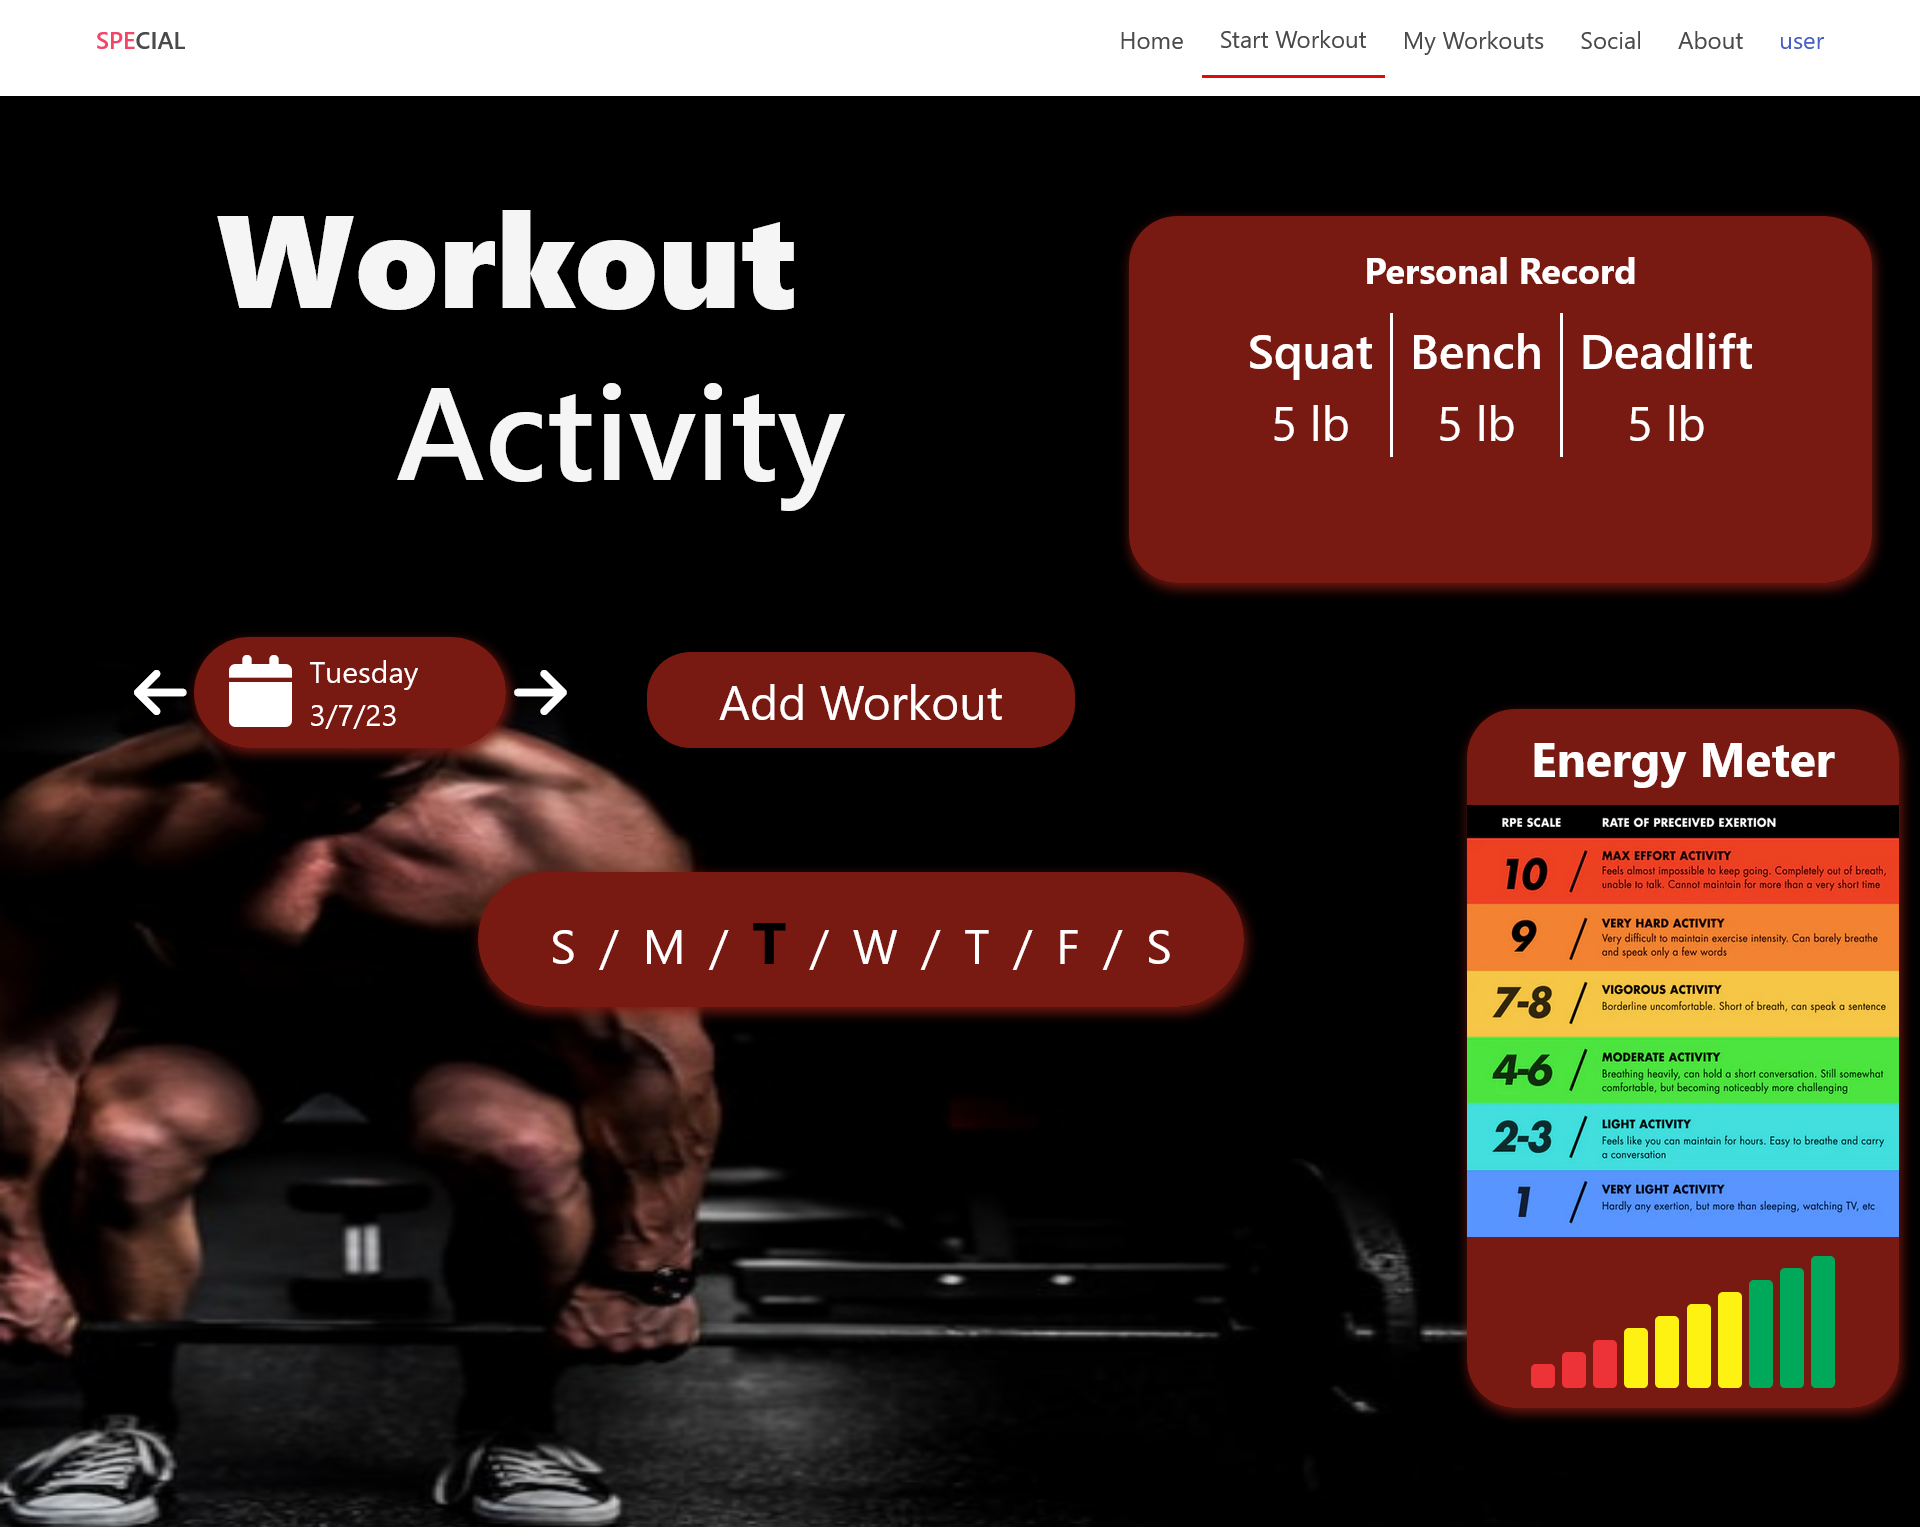 SPECIAL
Home Start Workout My Workouts Social About user
Workout
Activity
Personal Record
Squat Bench Deadlift
5 lb 5 lb 5 lb
Tuesday
3/7/23
Add Workout
S / M / T / W / T / F / S
Energy Meter
RPE SCALE RATE OF PRECEIVED EXERTION
10 / MAX EFFORT ACTIVITY
Feels almost impossible to keep going. Completely out of breath,
unable to talk. Cannot maintain for more than a very short time
9 / VERY HARD ACTIVITY
Very difficult to maintain exercise intensity. Can barely breathe
and speak only a few words
7-8 / VIGOROUS ACTIVITY
Borderline uncomfortable. Short of breath, can speak a sentence
4-6 / MODERATE ACTIVITY
Breathing heavily, can hold a short conversation. Still somewhat
comfortable, but becoming noticeably more challenging
2-3 / LIGHT ACTIVITY
Feels like you can maintain for hours. Easy to breathe and carry
a conversation
1 / VERY LIGHT ACTIVITY
Hardly any exertion, but more than sleeping, watching TV, etc